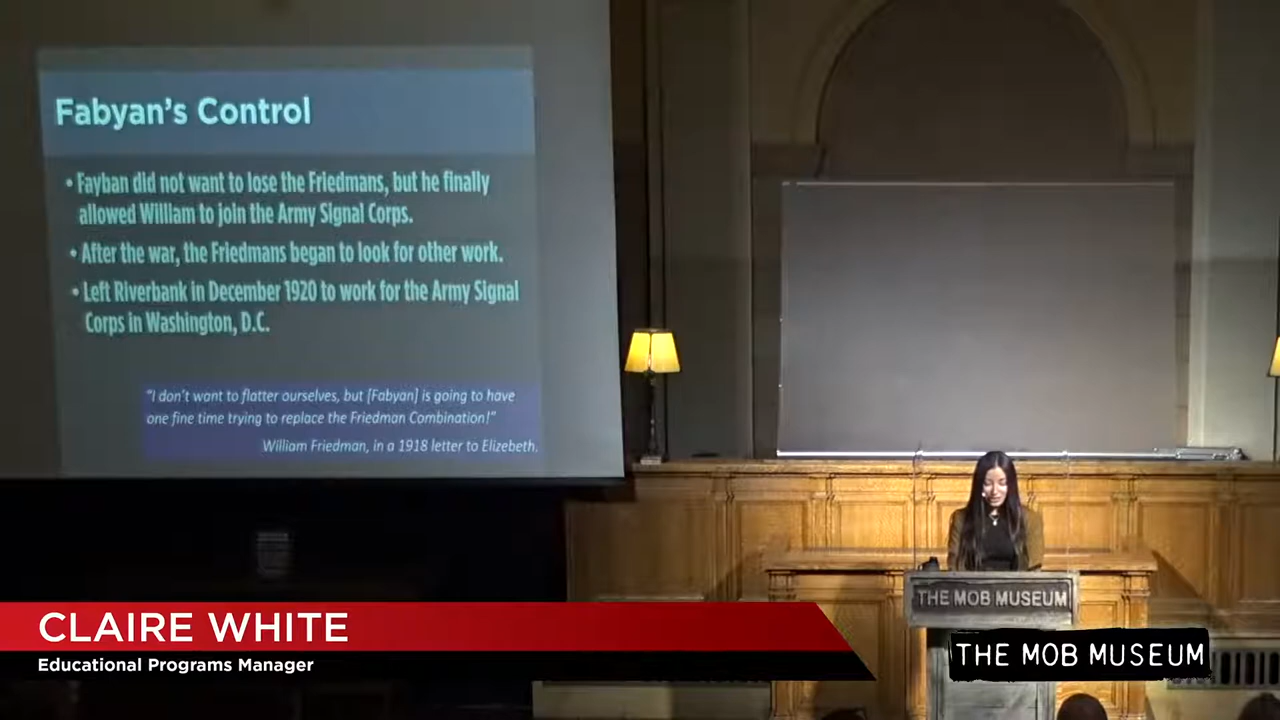 Fabyan's Control
• Fayban did not want to lose the Friedmans, but he finally
allowed William to join the Army Signal Corps.
• After the war, the Friedmans began to look for other work.
• Left Riverbank in December 1920 to work for the Army Signal
Corps in Washington, D.C.
"I don't want to flatter ourselves, but [Fabyan] is going to have
one fine time trying to replace the Friedman Combination!"
William Friedman, in a 1918 letter to Elizebeth.
THE MOB MUSEUM
CLAIRE WHITE
Educational Programs Manager
THE MOB MUSEUM